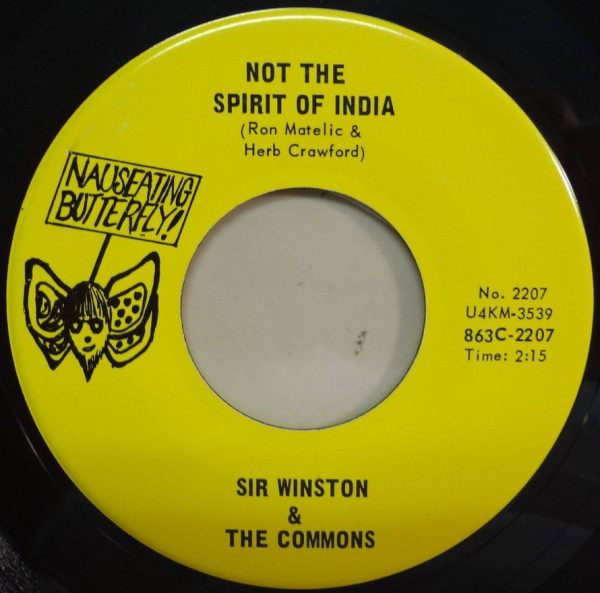 NOT THE
SPIRIT OF INDIA
(Ron Matelic &
Herb Crawford)
NAUSEATING
BUTTERFLY!
No. 2207
U4KM-3539
863C-2207
Time: 2:15
SIR WINSTON
&
THE COMMONS